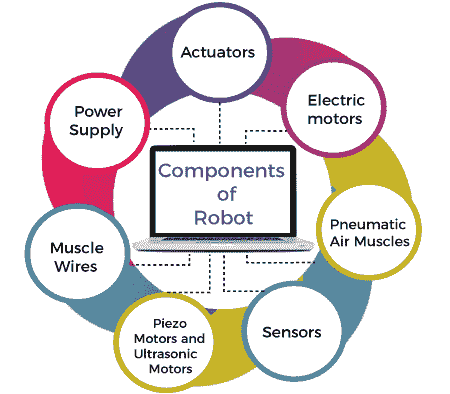 Components
of
Robot
Actuators
Electric
motors
Pneumatic
Air Muscles
Sensors
Piezo
Motors and
Ultrasonic
Motors
Muscle
Wires
Power
Supply